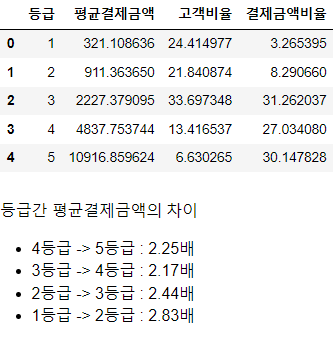 등급 평균결제금액 고객비율 결제금액비율
0 1 321.108636 24.414977 3.265395
1 2 911.363650 21.840874 8.290660
2 3 2227.379095 33.697348 31.262037
3 4 4837.753744 13.416537 27.034080
4 5 10916.859624 6.630265 30.147828
등급간 평균결제금액의 차이
• 4등급 -> 5등급 : 2.25배
• 3등급 -> 4등급 : 2.17배
• 2등급 -> 3등급 : 2.44배
• 1등급 -> 2등급 : 2.83배